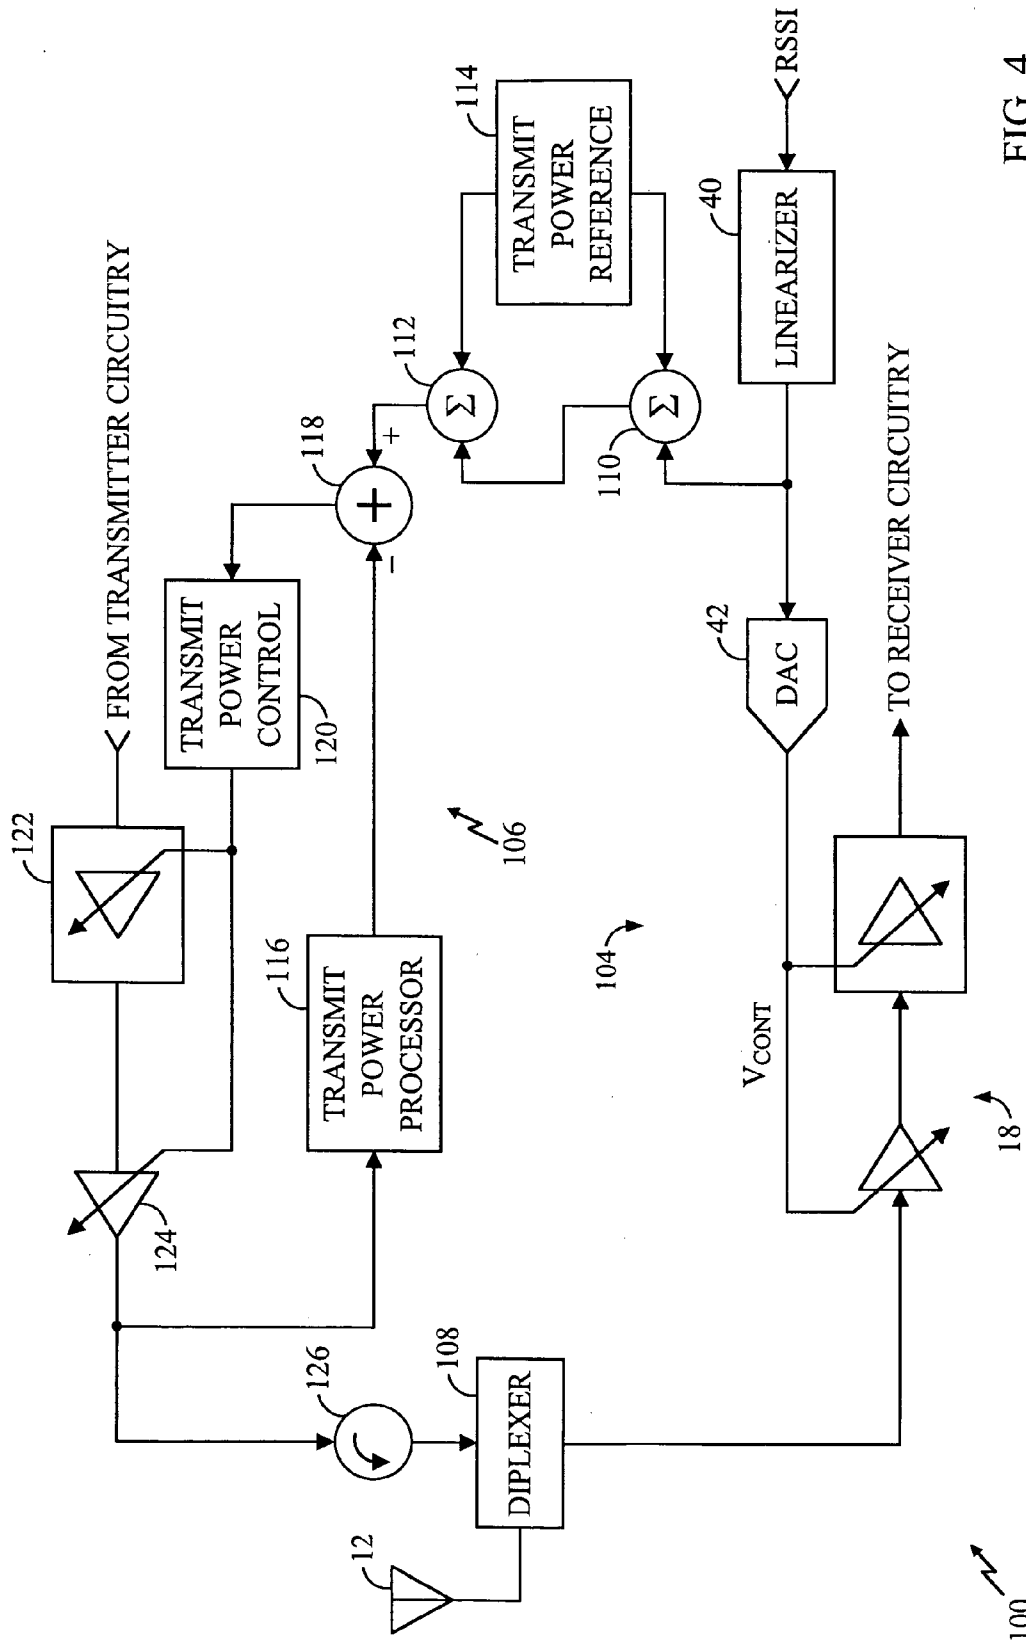 FROM TRANSMITTER CIRCUITRY
122
124
TRANSMIT
POWER
CONTROL
120
118
+
+
−
112
Σ
114
TRANSMIT
POWER
REFERENCE
110
Σ
116
TRANSMIT
POWER
PROCESSOR
106
104
126
12
108
DIPLEXER
RSSI
40
LINEARIZER
42
DAC
VCONT
TO RECEIVER CIRCUITRY
18
100
FIG. 4